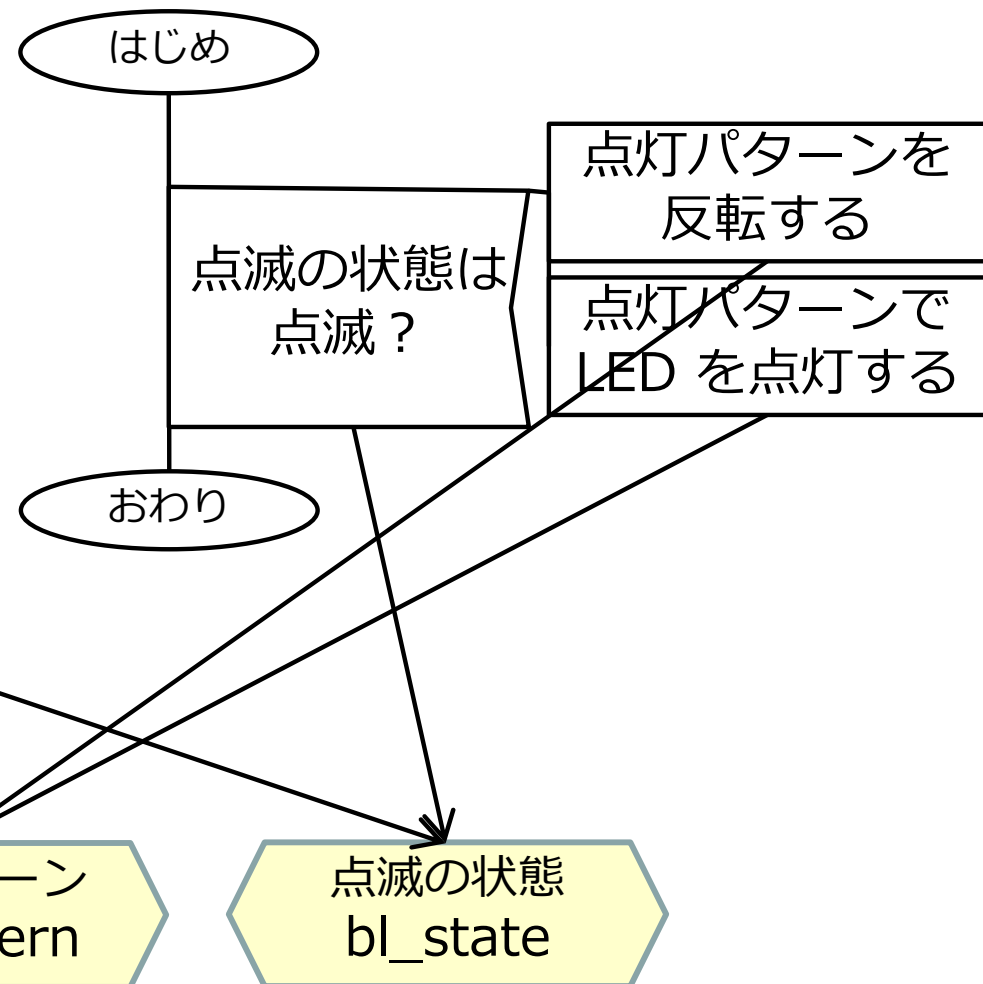 はじめ
点灯パターンを
反転する
点滅の状態は
点滅？
点灯パターンで
LED を点灯する
おわり
ーン
ern
点滅の状態
bl_state